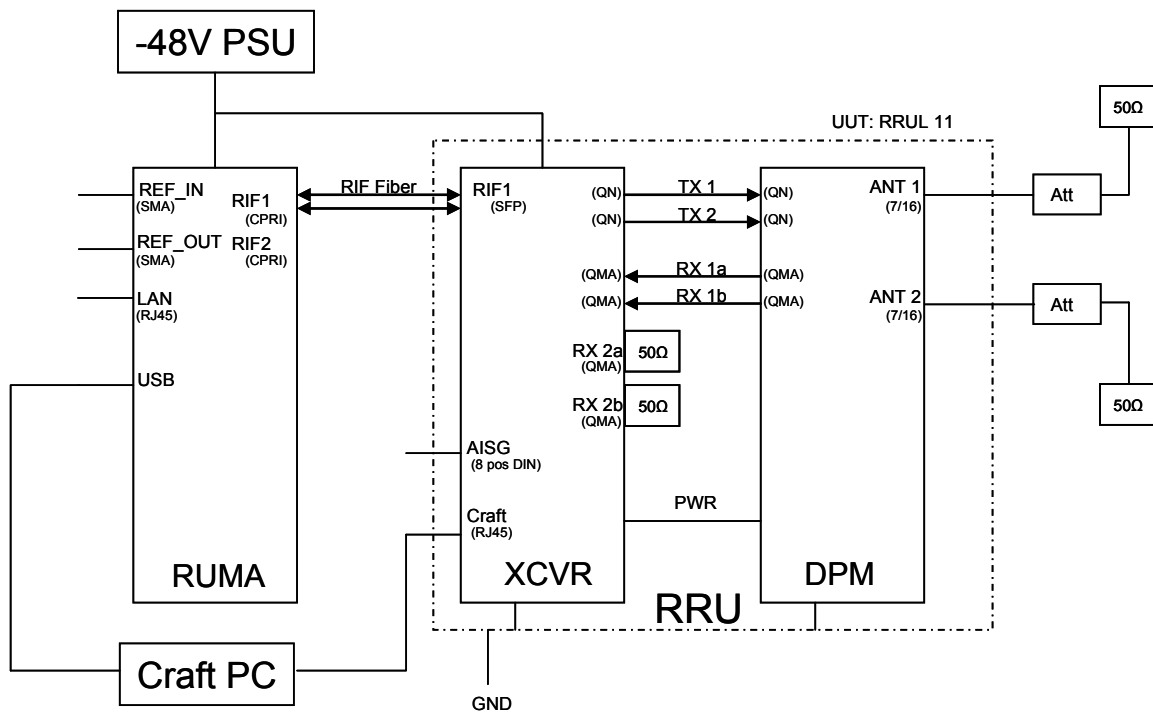 -48V PSU
UUT: RRUL 11
50Ω
REF_IN
(SMA)
RIF1
(CPRI)
REF_OUT
(SMA)
RIF2
(CPRI)
LAN
(RJ45)
USB
RUMA
RIF Fiber
RIF1
(SFP)
(QN)
TX 1
(QN)
(QN)
TX 2
(QN)
(QMA)
RX 1a
(QMA)
(QMA)
RX 1b
(QMA)
RX 2a
(QMA)
50Ω
RX 2b
(QMA)
50Ω
AISG
(8 pos DIN)
Craft
(RJ45)
PWR
XCVR
DPM
RRU
ANT 1
(7/16)
Att
ANT 2
(7/16)
Att
50Ω
Craft PC
GND